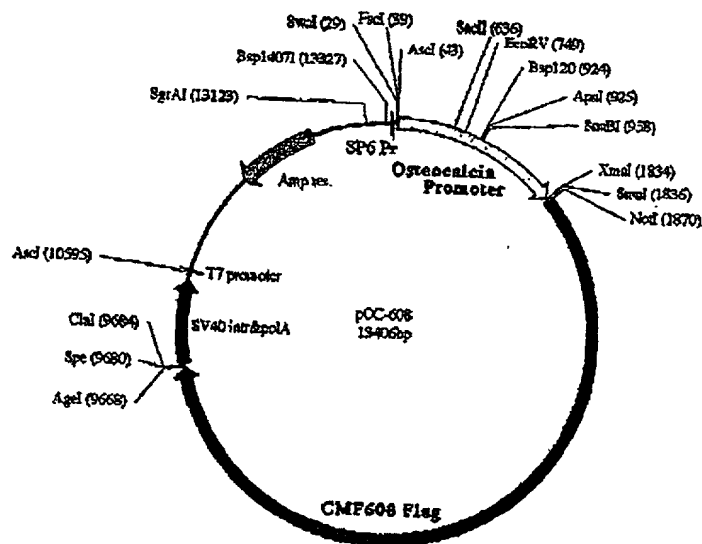 SwaI (29)
FseI (39)
AscI (43)
SacII (636)
EcoRV (749)
Bsp120 (924)
ApaI (925)
SnaBI (958)
Bsp1407I (13327)
SgrAI (13123)
SP6 Pr
Osteocalcin
Promoter
XmaI (1834)
SmaI (1836)
NotI (1870)
Amp res.
AscI (10595)
T7 promoter
ClaI (9684)
SV40 intr&polA
Spe (9680)
AgeI (9668)
pOC-608
13406bp
CMF608 Flag